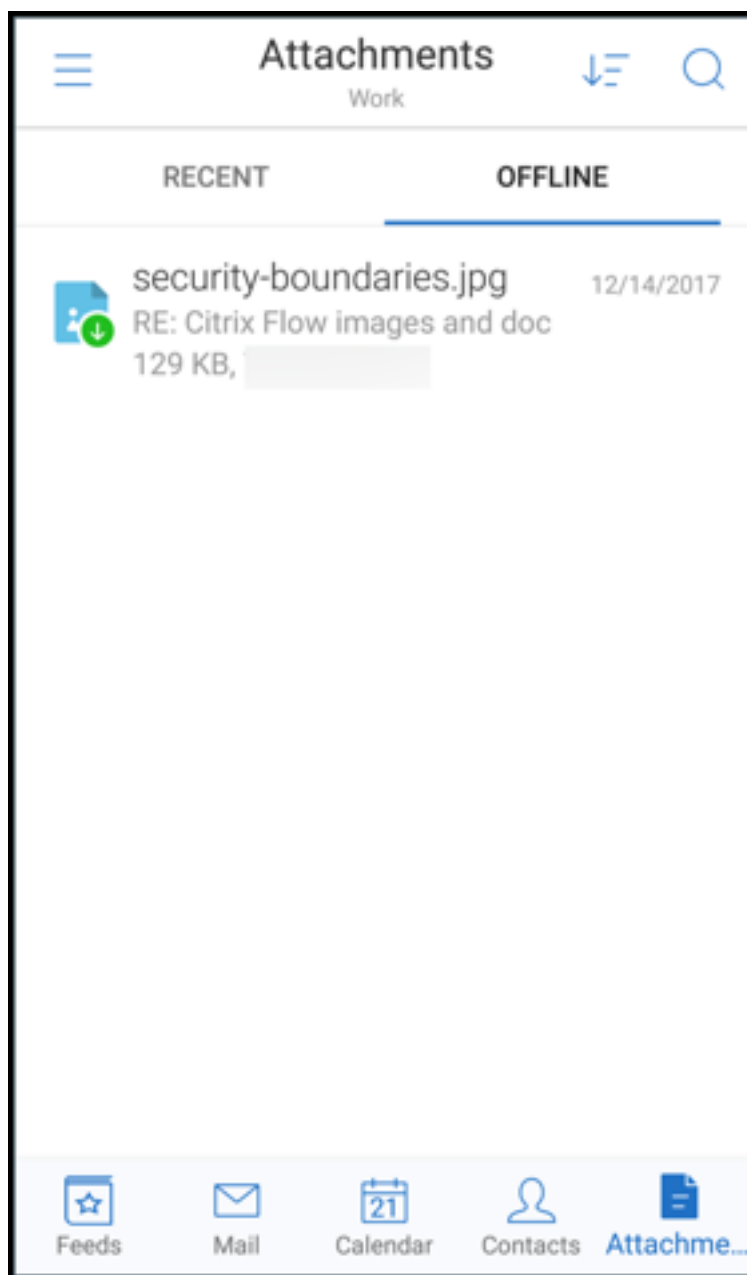 Attachments
Work
RECENT OFFLINE
security-boundaries.jpg 12/14/2017
RE: Citrix Flow images and doc
129 KB,
21
Feeds Mail Calendar Contacts Attachme...